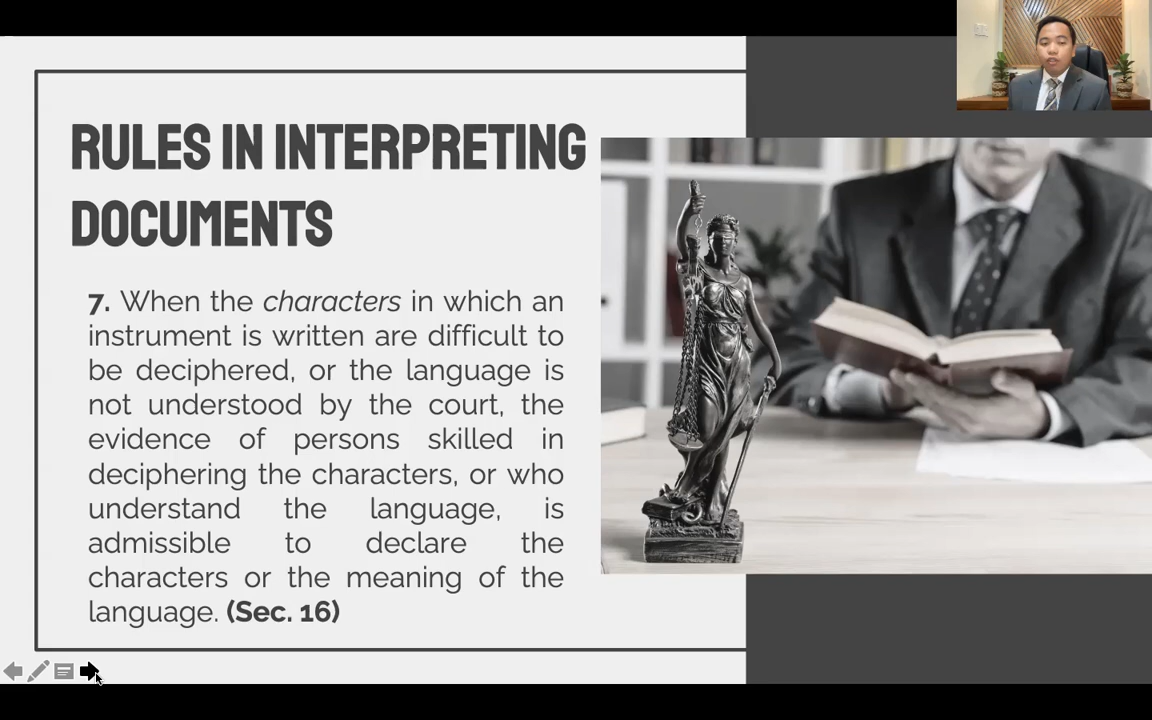 RULES IN INTERPRETING
DOCUMENTS
7. When the characters in which an
instrument is written are difficult to
be deciphered, or the language is
not understood by the court, the
evidence of persons skilled in
deciphering the characters, or who
understand the language, is
admissible to declare the
characters or the meaning of the
language. (Sec. 16)